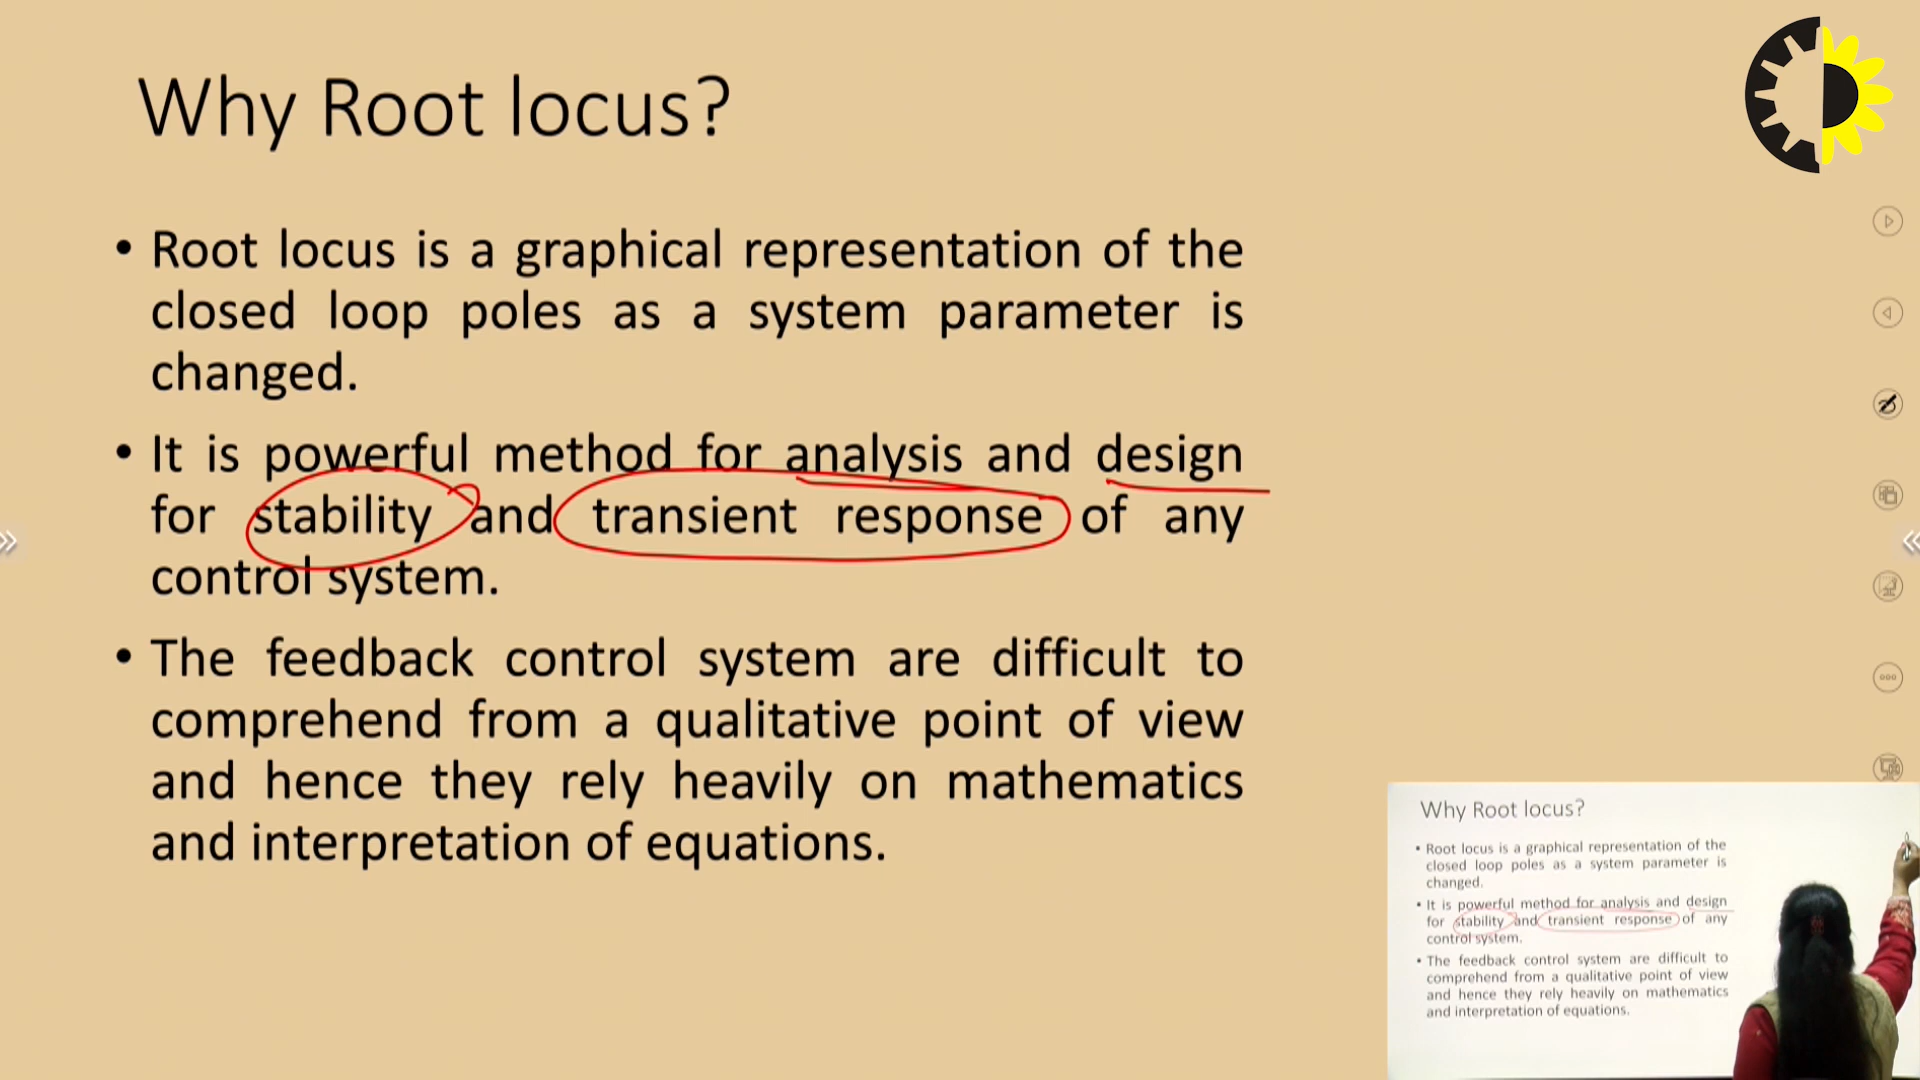 Why Root locus?
• Root locus is a graphical representation of the
closed loop poles as a system parameter is
changed.
• It is powerful method for analysis and design
for stability and transient response of any
control system.
• The feedback control system are difficult to
comprehend from a qualitative point of view
and hence they rely heavily on mathematics
and interpretation of equations.
Why Root locus?
• Root locus is a graphical representation of the
closed loop poles as a system parameter is
changed.
• It is powerful method for analysis and design
for stability and transient response of any
control system.
• The feedback control system are difficult to
comprehend from a qualitative point of view
and hence they rely heavily on mathematics
and interpretation of equations.